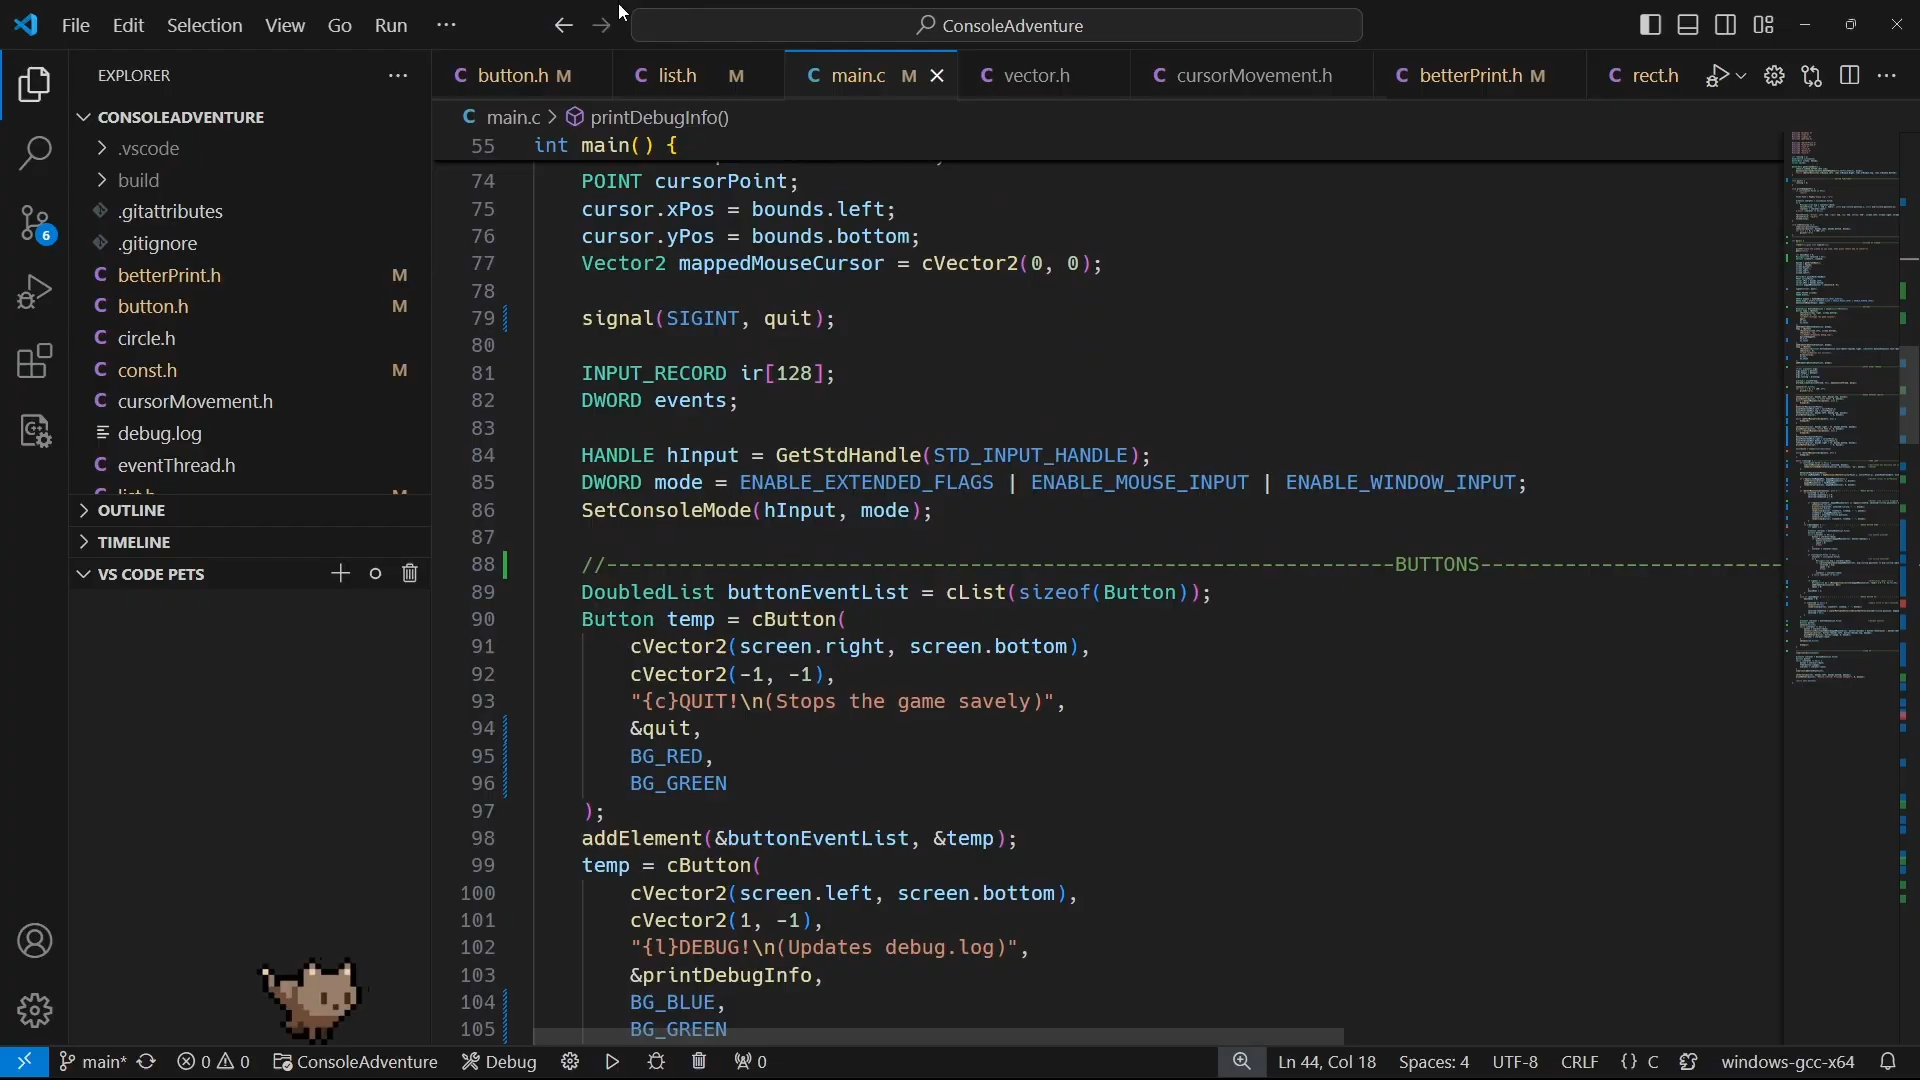 File Edit Selection View Go Run ···
ConsoleAdventure
EXPLORER
CONSOLEADVENTURE
.vscode
build
.gitattributes
.gitignore
betterPrint.h M
button.h M
circle.h
const.h M
cursorMovement.h
debug.log
eventThread.h
OUTLINE
TIMELINE
VS CODE PETS
C button.h M C list.h M C main.c M C vector.h C cursorMovement.h C betterPrint.h M C rect.h
C main.c > printDebugInfo()
55 int main() {
74 POINT cursorPoint;
75 cursor.xPos = bounds.left;
76 cursor.yPos = bounds.bottom;
77 Vector2 mappedMouseCursor = cVector2(0, 0);
78
79 signal(SIGINT, quit);
80
81 INPUT_RECORD ir[128];
82 DWORD events;
83
84 HANDLE hInput = GetStdHandle(STD_INPUT_HANDLE);
85 DWORD mode = ENABLE_EXTENDED_FLAGS | ENABLE_MOUSE_INPUT | ENABLE_WINDOW_INPUT;
86 SetConsoleMode(hInput, mode);
87
88 //-----------------------------------------------------------------BUTTONS-------------------------
89 DoubledList buttonEventList = cList(sizeof(Button));
90 Button temp = cButton(
91 cVector2(screen.right, screen.bottom),
92 cVector2(-1, -1),
93 "{c}QUIT!\n(Stops the game savely)",
94 &quit,
95 BG_RED,
96 BG_GREEN
97 );
98 addElement(&buttonEventList, &temp);
99 temp = cButton(
100 cVector2(screen.left, screen.bottom),
101 cVector2(1, -1),
102 "{l}DEBUG!\n(Updates debug.log)",
103 &printDebugInfo,
104 BG_BLUE,
105 BG_GREEN
6
main* 0 0 ConsoleAdventure Debug 0 Ln 44, Col 18 Spaces: 4 UTF-8 CRLF {} C windows-gcc-x64